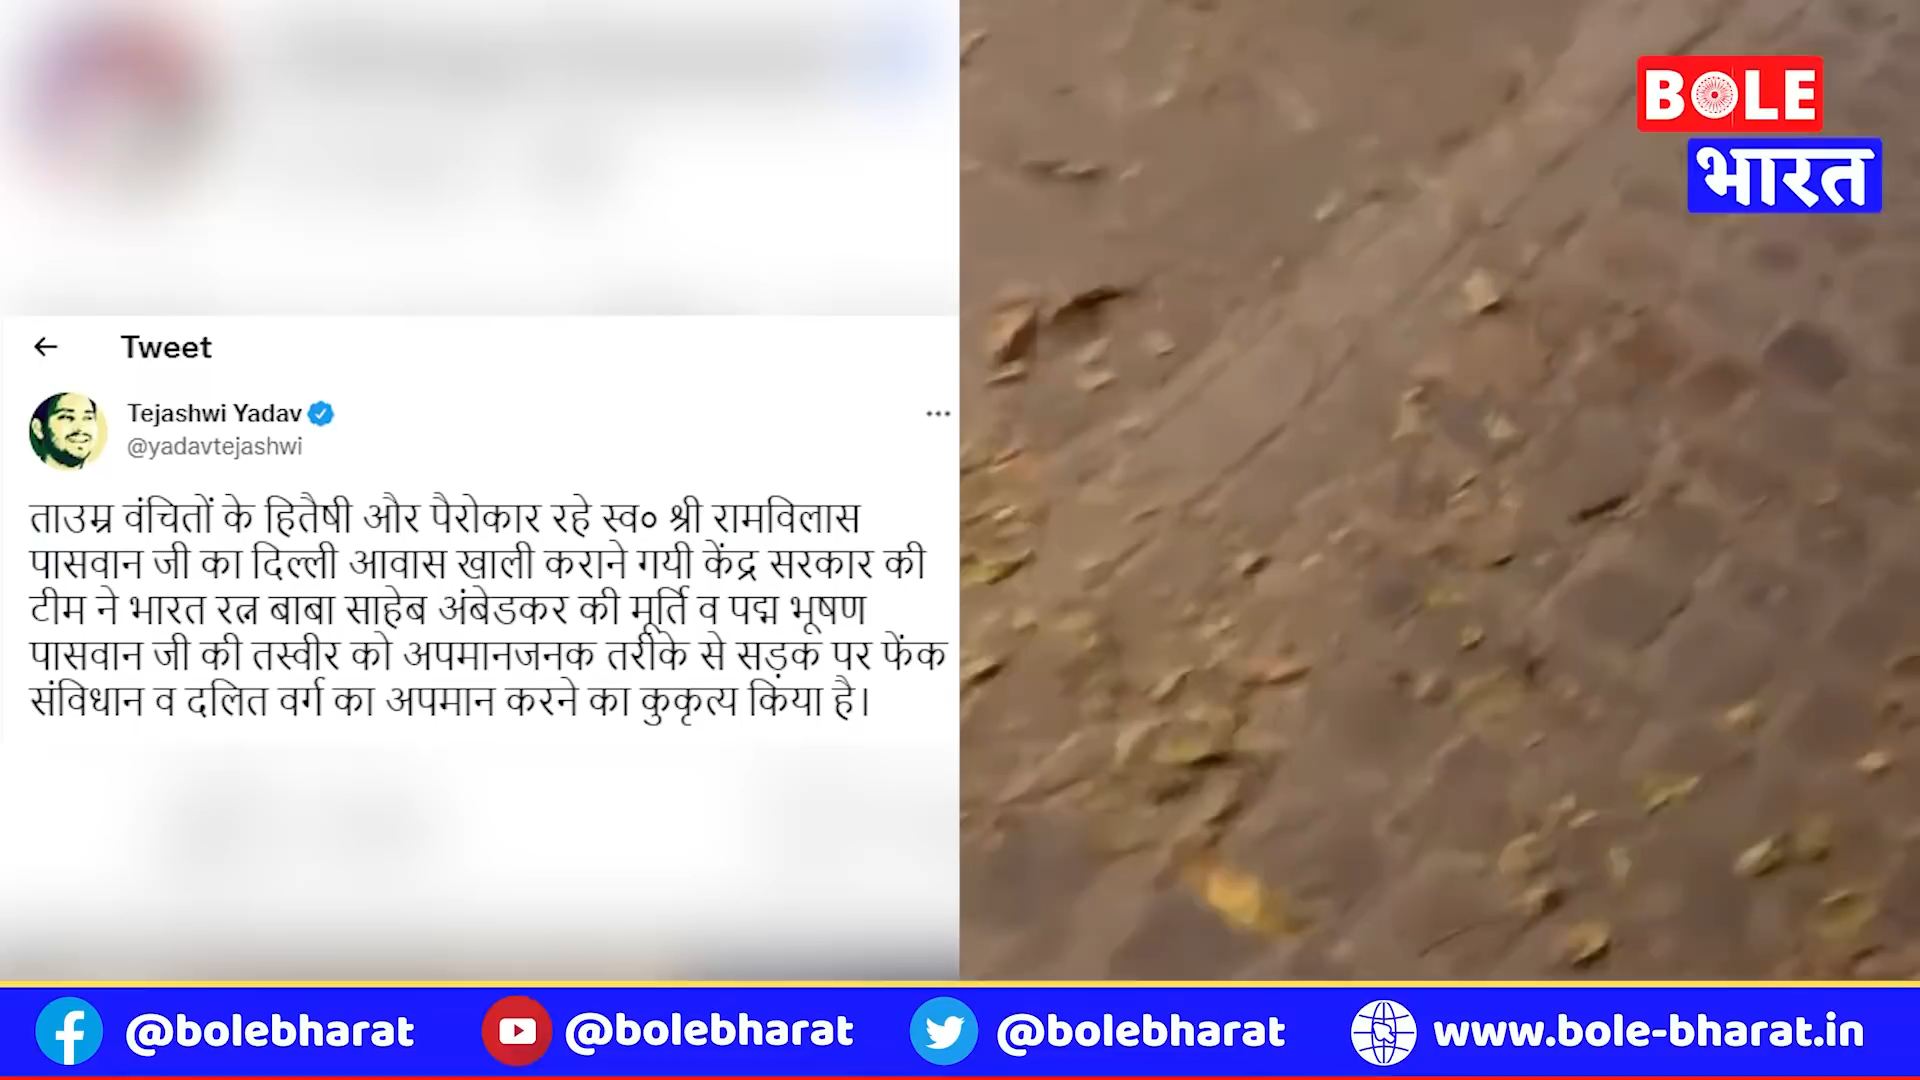 BOLE
भारत
Tweet
Tejashwi Yadav
@yadavtejashwi
ताउम्र वंचितों के हितैषी और पैरोकार रहे स्व० श्री रामविलास
पासवान जी का दिल्ली आवास खाली कराने गयी केंद्र सरकार की
टीम ने भारत रत्न बाबा साहेब अंबेडकर की मूर्ति व पद्म भूषण
पासवान जी की तस्वीर को अपमानजनक तरीके से सड़क पर फेंक
संविधान व दलित वर्ग का अपमान करने का कुकृत्य किया है।
@bolebharat
@bolebharat
@bolebharat
www.bole-bharat.in